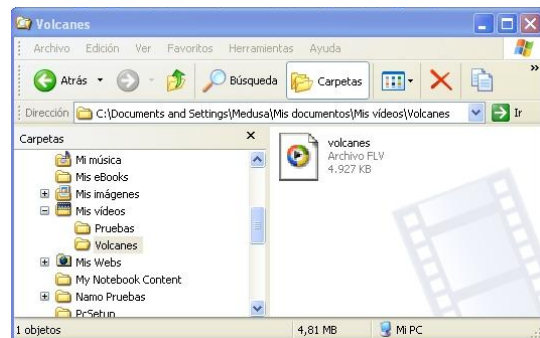 Volcanes
Archivo Edición Ver Favoritos Herramientas Ayuda
Atrás Búsqueda Carpetas
Dirección C:\Documents and Settings\Medusa\Mis documentos\Mis vídeos\Volcanes Ir
Carpetas
Mi música
Mis eBooks
Mis imágenes
Mis vídeos
Pruebas
Volcanes
Mis Webs
My Notebook Content
Namo Pruebas
PcSetup
volcanes
Archivo FLV
4.927 KB
1 objetos 4,81 MB Mi PC